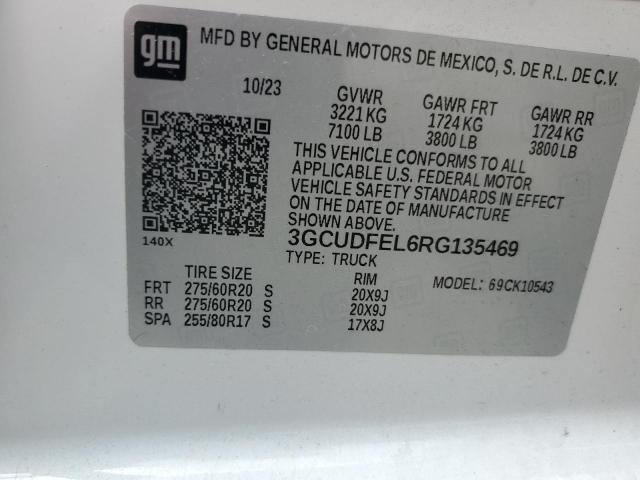 gm
MFD BY GENERAL MOTORS DE MEXICO, S. DE R.L. DE C.V.
10/23
GVWR GAWR FRT GAWR RR
3221 KG 1724 KG 1724 KG
7100 LB 3800 LB 3800 LB
THIS VEHICLE CONFORMS TO ALL
APPLICABLE U.S. FEDERAL MOTOR
VEHICLE SAFETY STANDARDS IN EFFECT
ON THE DATE OF MANUFACTURE
SHOWN ABOVE.
140X
3GCUDFEL6RG135469
TYPE: TRUCK
TIRE SIZE RIM MODEL: 69CK10543
FRT 275/60R20 S 20X9J
RR 275/60R20 S 20X9J
SPA 255/80R17 S 17X8J